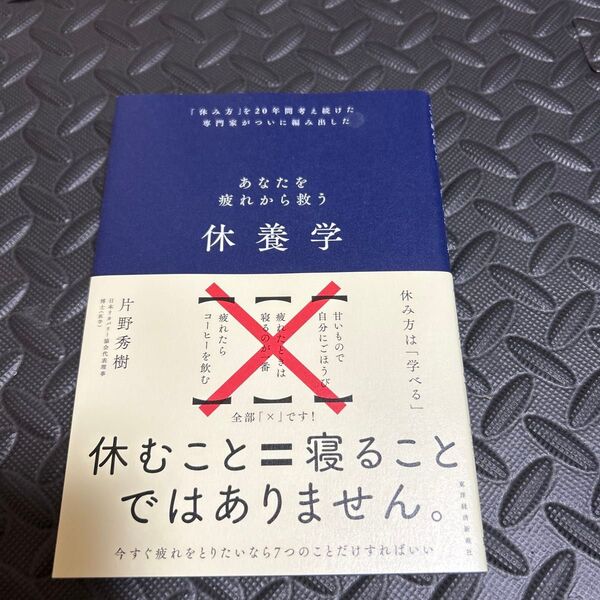 「休み方」を20年間考え続けた
専門家がついに編み出した
あなたを
疲れから救う
休養学
休み方は「学べる」
【甘いもので
自分にごほうび】
【疲れたときは
寝るのが一番】
【疲れたら
コーヒーを飲む】
全部「×」です！
片野秀樹
日本リカバリー協会代表理事
博士（医学）
休むこと＝寝ること
ではありません。
東洋経済新報社
今すぐ疲れをとりたいなら7つのことだけすればいい